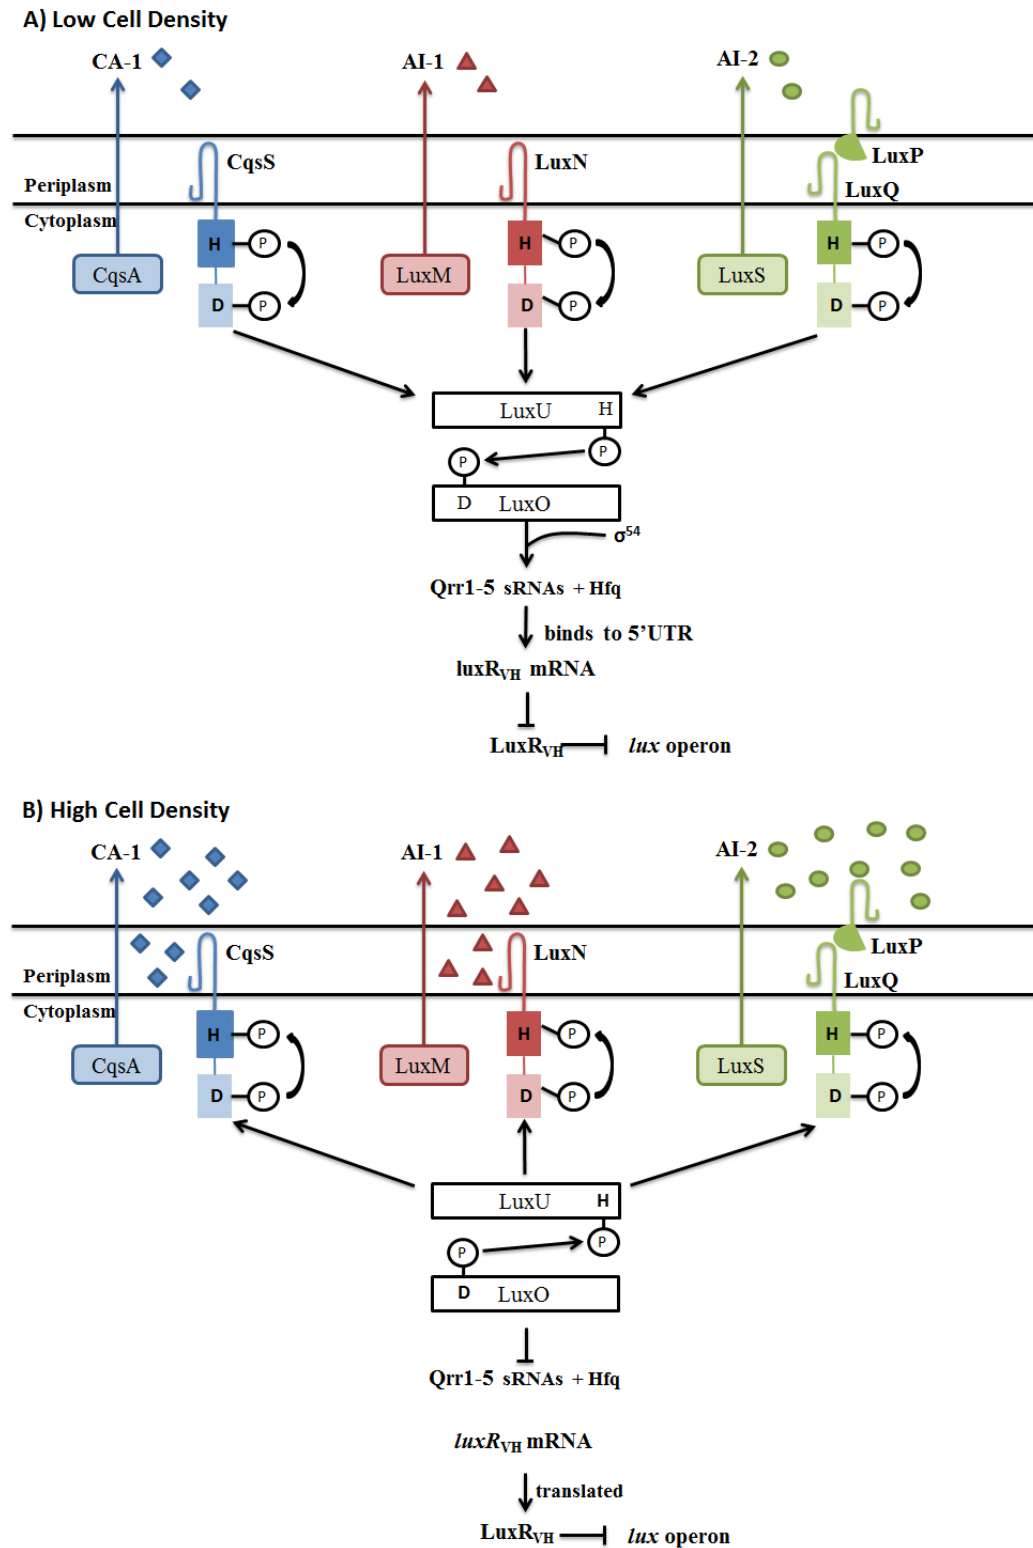 A) Low Cell Density
CA-1
AI-1
AI-2
CqsS
LuxN
LuxP
Periplasm
LuxQ
Cytoplasm
H P
H P
H P
CqsA
LuxM
LuxS
D P
D P
D P
LuxU H
P
P
D LuxO
σ54
Qrr1-5 sRNAs + Hfq
binds to 5'UTR
luxRVH mRNA
LuxRVH lux operon
B) High Cell Density
CA-1
AI-1
AI-2
CqsS
LuxN
LuxP
Periplasm
LuxQ
Cytoplasm
H P
H P
H P
CqsA
LuxM
LuxS
D P
D P
D P
LuxU H
P
P
D LuxO
Qrr1-5 sRNAs + Hfq
luxRVH mRNA
translated
LuxRVH lux operon